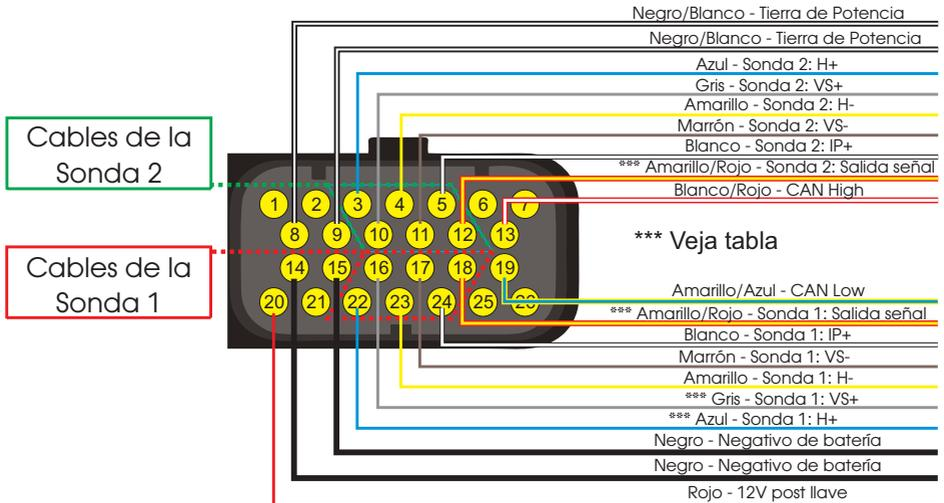 Negro/Blanco - Tierra de Potencia
Negro/Blanco - Tierra de Potencia
Azul - Sonda 2: H+
Gris - Sonda 2: VS+
Amarillo - Sonda 2: H-
Marrón - Sonda 2: VS-
Blanco - Sonda 2: IP+
*** Amarillo/Rojo - Sonda 2: Salida señal
Blanco/Rojo - CAN High
Cables de la
Sonda 2
1 2 3 4 5 6 7
8 9 10 11 12 13
*** Veja tabla
Cables de la
Sonda 1
14 15 16 17 18 19
20 21 22 23 24 25 26
Amarillo/Azul - CAN Low
*** Amarillo/Rojo - Sonda 1: Salida señal
Blanco - Sonda 1: IP+
Marrón - Sonda 1: VS-
Amarillo - Sonda 1: H-
*** Gris - Sonda 1: VS+
*** Azul - Sonda 1: H+
Negro - Negativo de batería
Negro - Negativo de batería
Rojo - 12V post llave